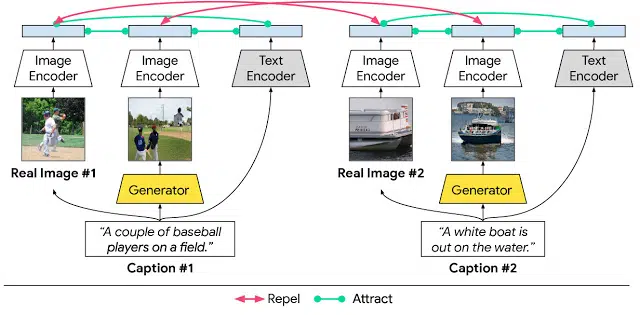 Image
Encoder
Image
Encoder
Text
Encoder
Image
Encoder
Image
Encoder
Text
Encoder
Real Image #1
Real Image #2
Generator
Generator
“A couple of baseball
players on a field.”
“A white boat is
out on the water.”
Caption #1
Caption #2
Repel
Attract